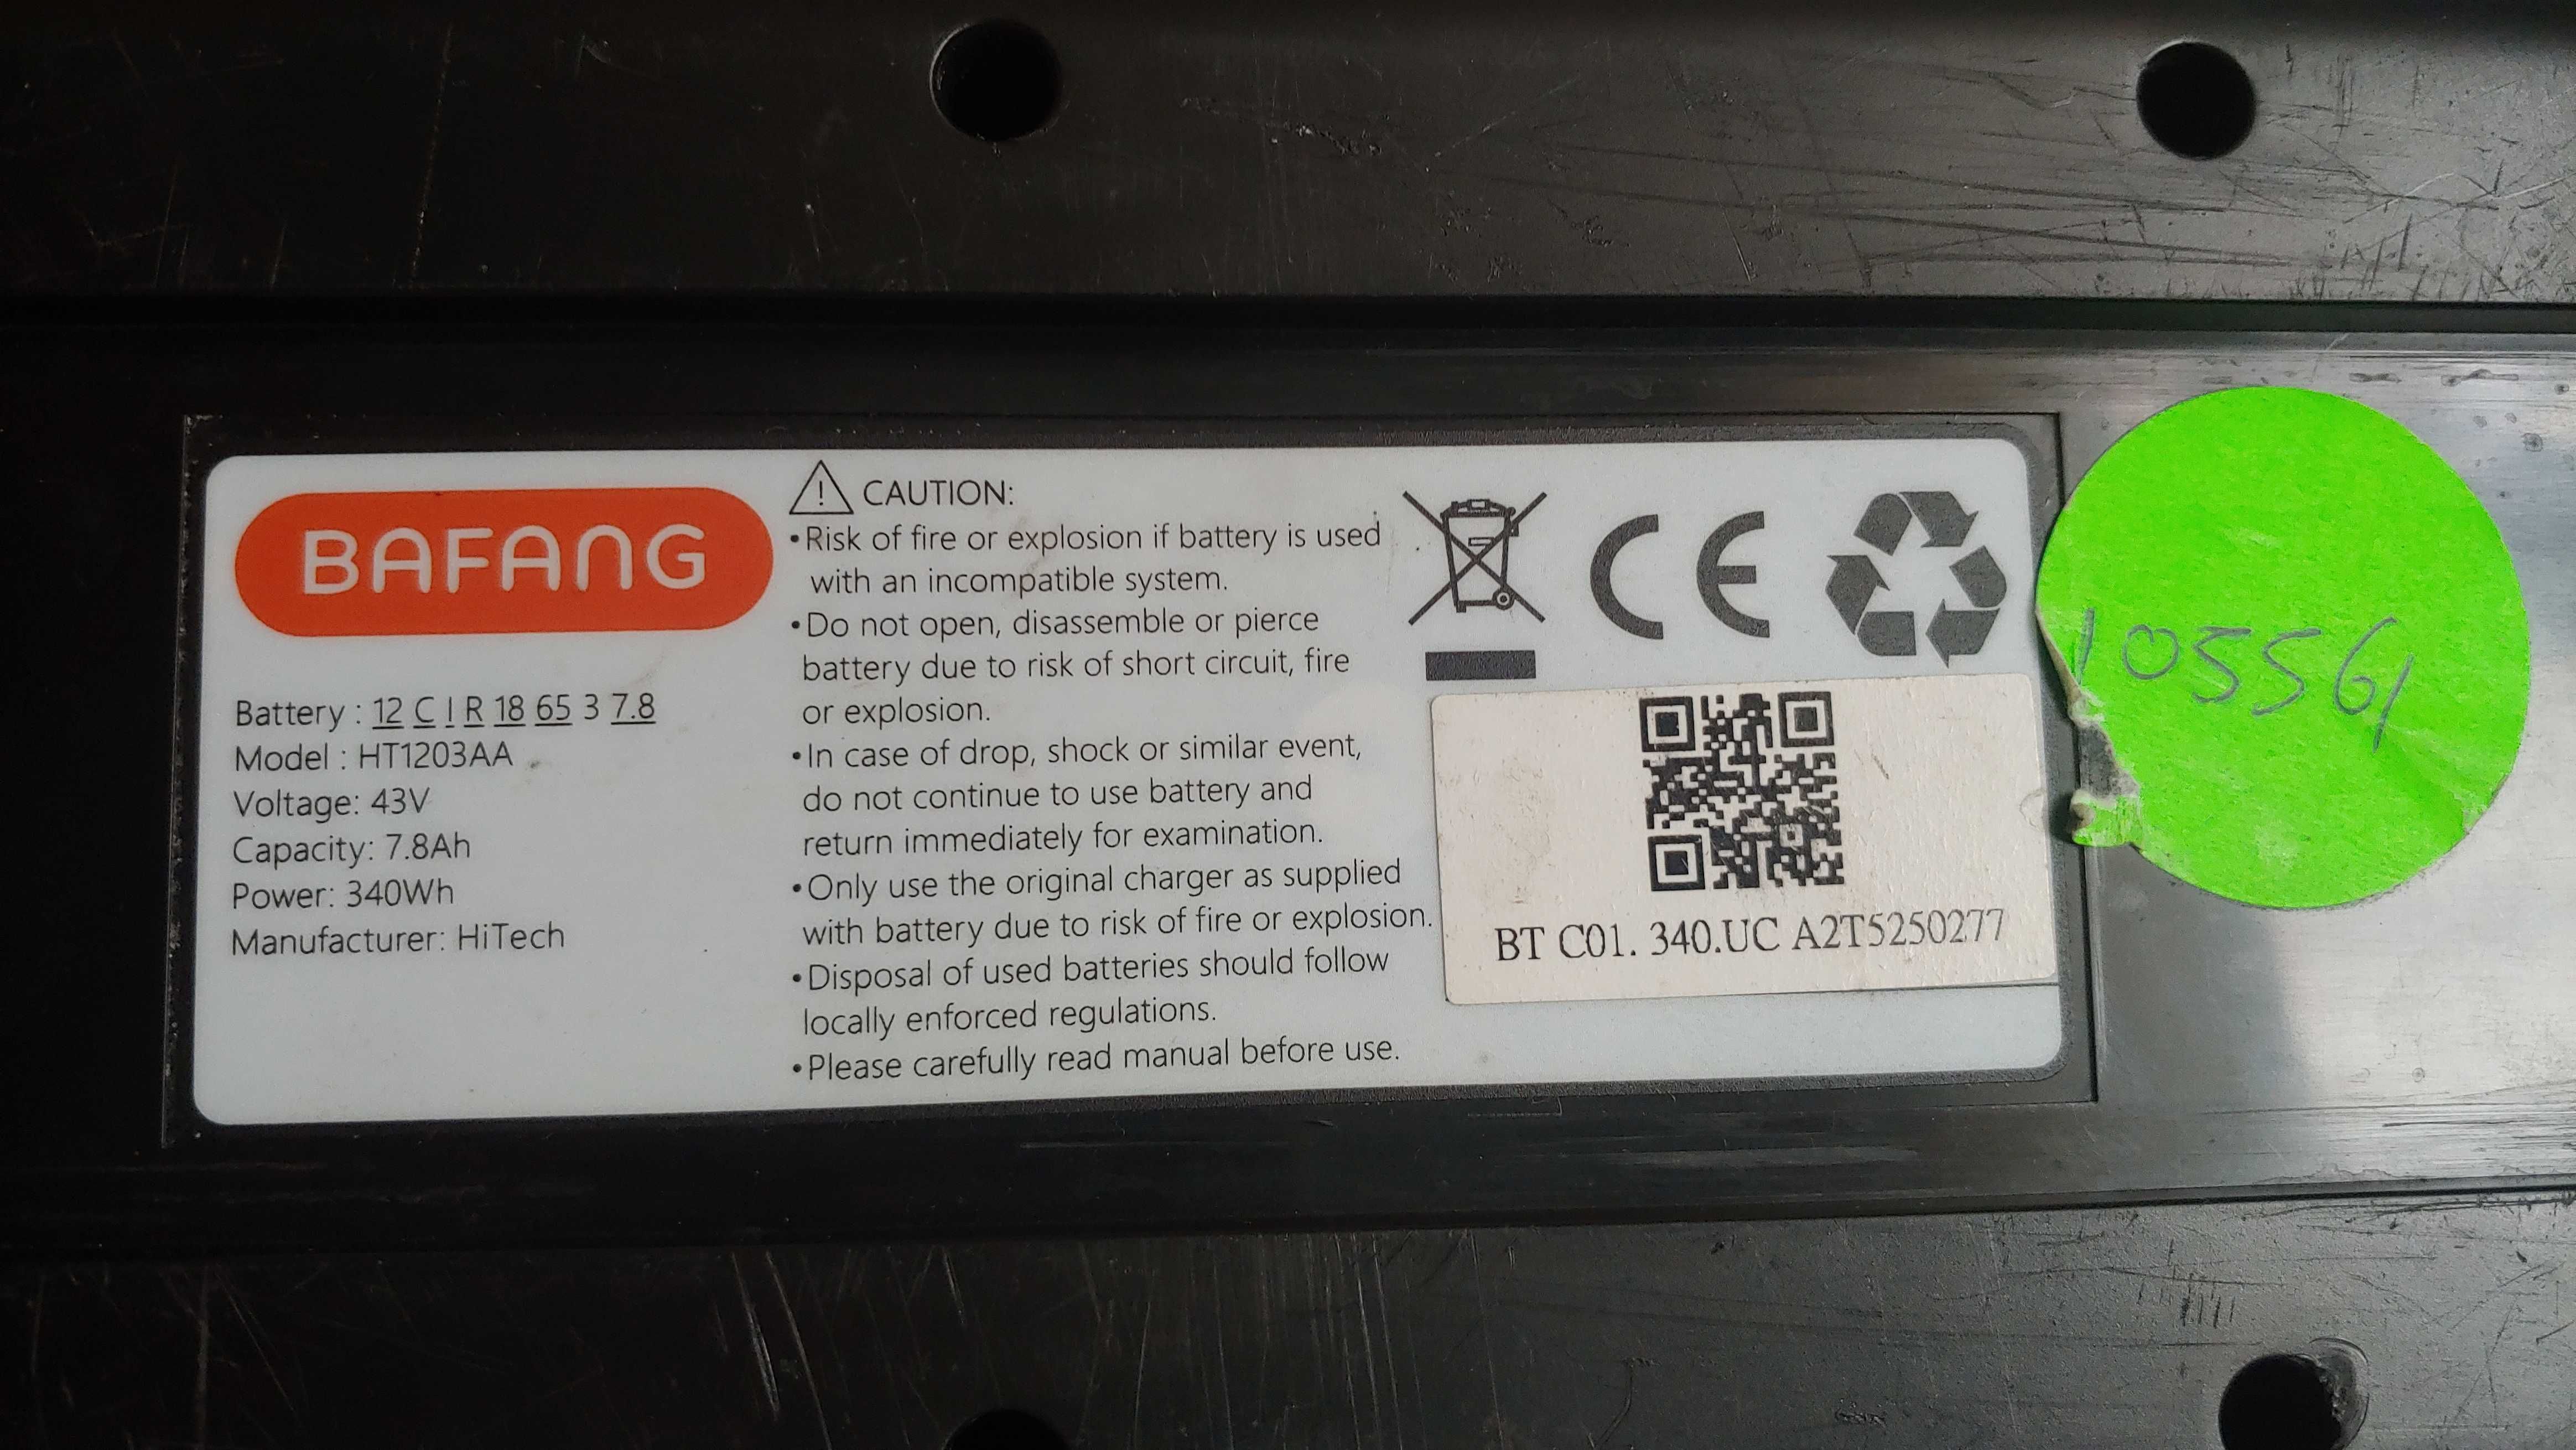 BAFANG
Battery : 12 C I R 18 65 3 7.8
Model : HT1203AA
Voltage: 43V
Capacity: 7.8Ah
Power: 340Wh
Manufacturer: HiTech
CAUTION:
•Risk of fire or explosion if battery is used
with an incompatible system.
•Do not open, disassemble or pierce
battery due to risk of short circuit, fire
or explosion.
•In case of drop, shock or similar event,
do not continue to use battery and
return immediately for examination.
•Only use the original charger as supplied
with battery due to risk of fire or explosion.
•Disposal of used batteries should follow
locally enforced regulations.
•Please carefully read manual before use.
CE
BT C01. 340.UC A2T5250277
105561